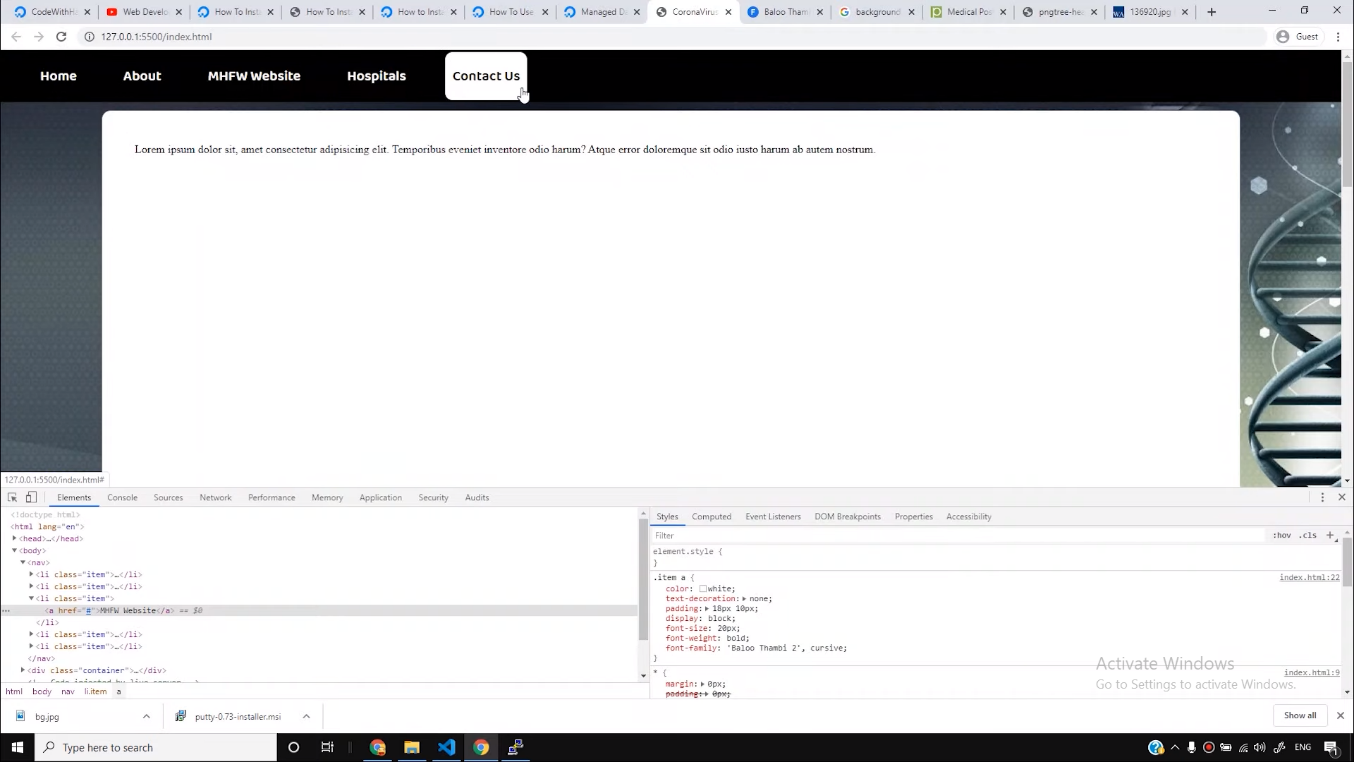 CodeWithHa
Web Develo
How To Insta
How To Insta
How to Insta
How To Use
Managed D
CoronaVirus
Baloo Tham
background
Medical Pos
pngtree-hea
136920.jpg
127.0.0.1:5500/index.html
Guest
Home About MHFW Website Hospitals Contact Us
Lorem ipsum dolor sit, amet consectetur adipisicing elit. Temporibus eveniet inventore odio harum? Atque error doloremque sit odio iusto harum ab autem nostrum.
127.0.0.1:5500/index.html#
Elements Console Sources Network Performance Memory Application Security Audits
<!doctype html>
<html lang="en">
<head>…</head>
<body>
<nav>
<li class="item">…</li>
<li class="item">…</li>
<li class="item">
<a href="#">MHFW Website</a> == $0
</li>
<li class="item">…</li>
<li class="item">…</li>
</nav>
<div class="container">…</div>
html body nav li.item a
Styles Computed Event Listeners DOM Breakpoints Properties Accessibility
Filter :hov .cls +
element.style {
}
.item a { index.html:22
color: white;
text-decoration: none;
padding: 18px 10px;
display: block;
font-size: 20px;
font-weight: bold;
font-family: 'Baloo Thambi 2', cursive;
}
* { index.html:9
margin: 0px;
padding: 0px;
Activate Windows
Go to Settings to activate Windows.
bg.jpg
putty-0.73-installer.msi
Show all
Type here to search
ENG
1